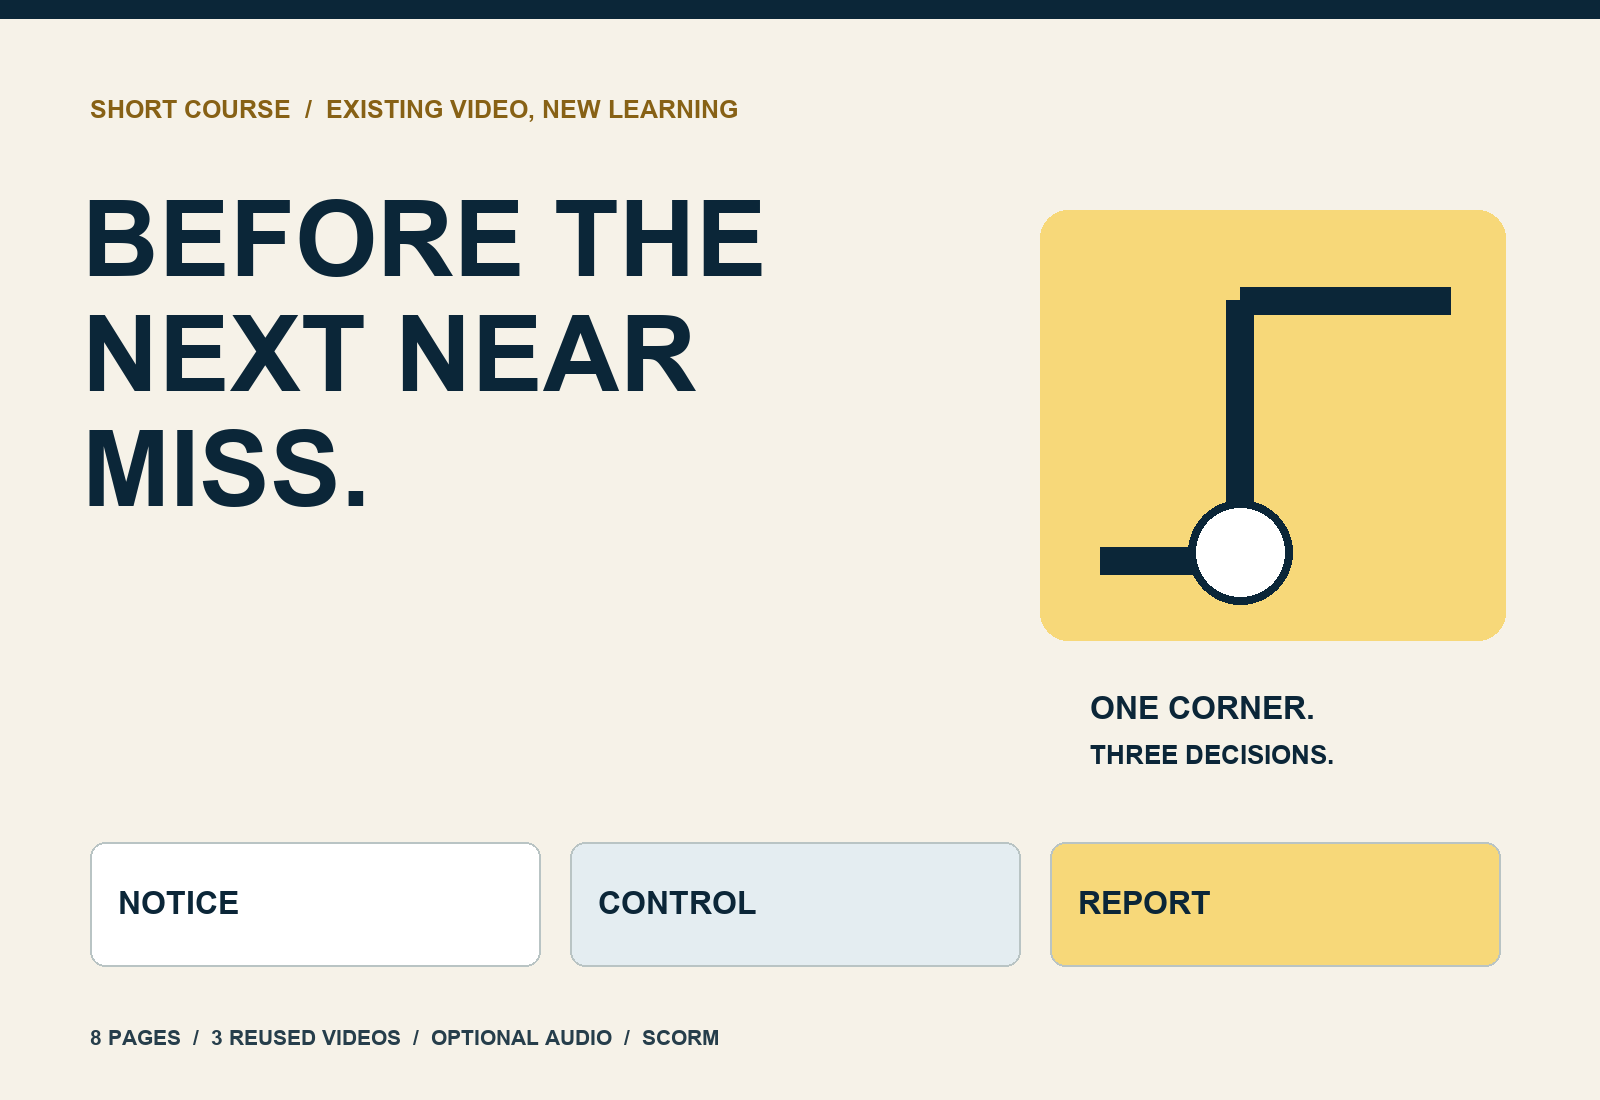 SHORT COURSE / EXISTING VIDEO, NEW LEARNING
BEFORE THE
NEXT NEAR
MISS.
ONE CORNER.
THREE DECISIONS.
NOTICE
CONTROL
REPORT
8 PAGES / 3 REUSED VIDEOS / OPTIONAL AUDIO / SCORM